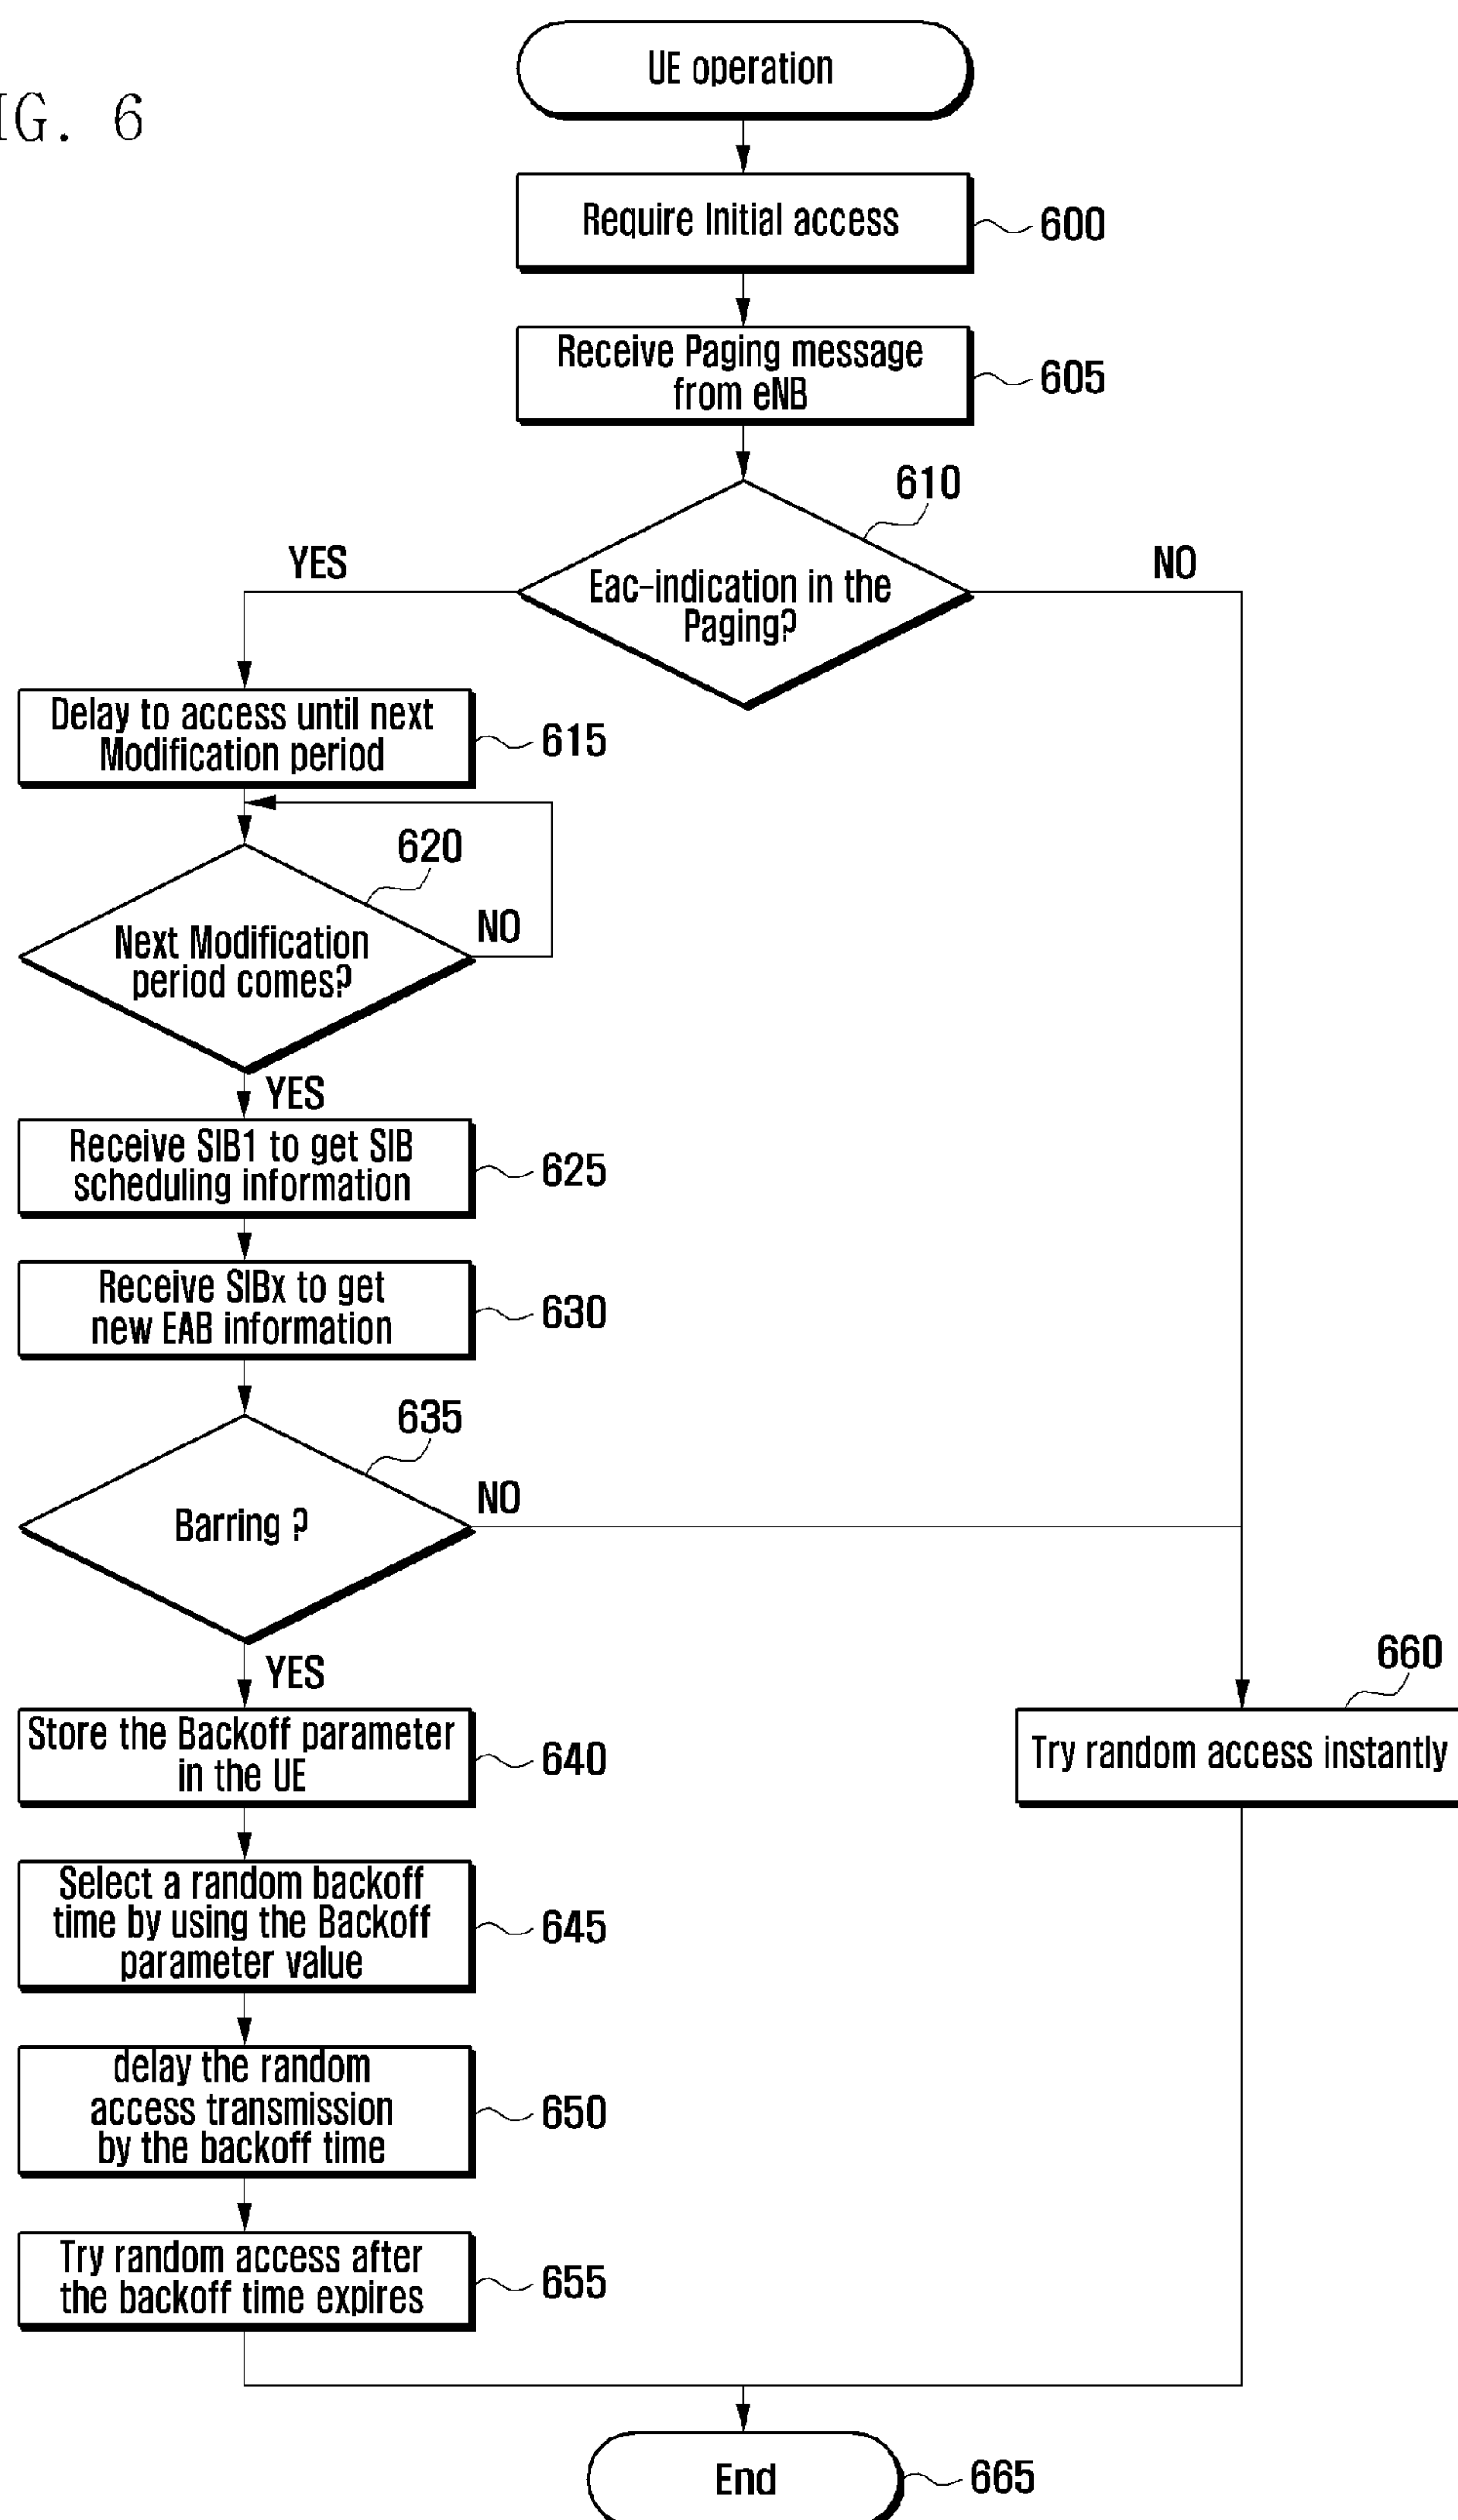 IG. 6
UE operation
Require Initial access
600
Receive Paging message
from eNB
605
610
YES
NO
Eac-indication in the
Paging?
Delay to access until next
Modification period
615
620
NO
Next Modification
period comes?
YES
Receive SIB1 to get SIB
scheduling information
625
Receive SIBx to get
new EAB information
630
635
NO
Barring ?
YES
660
Store the Backoff parameter
in the UE
640
Try random access instantly
Select a random backoff
time by using the Backoff
parameter value
645
delay the random
access transmission
by the backoff time
650
Try random access after
the backoff time expires
655
End
665